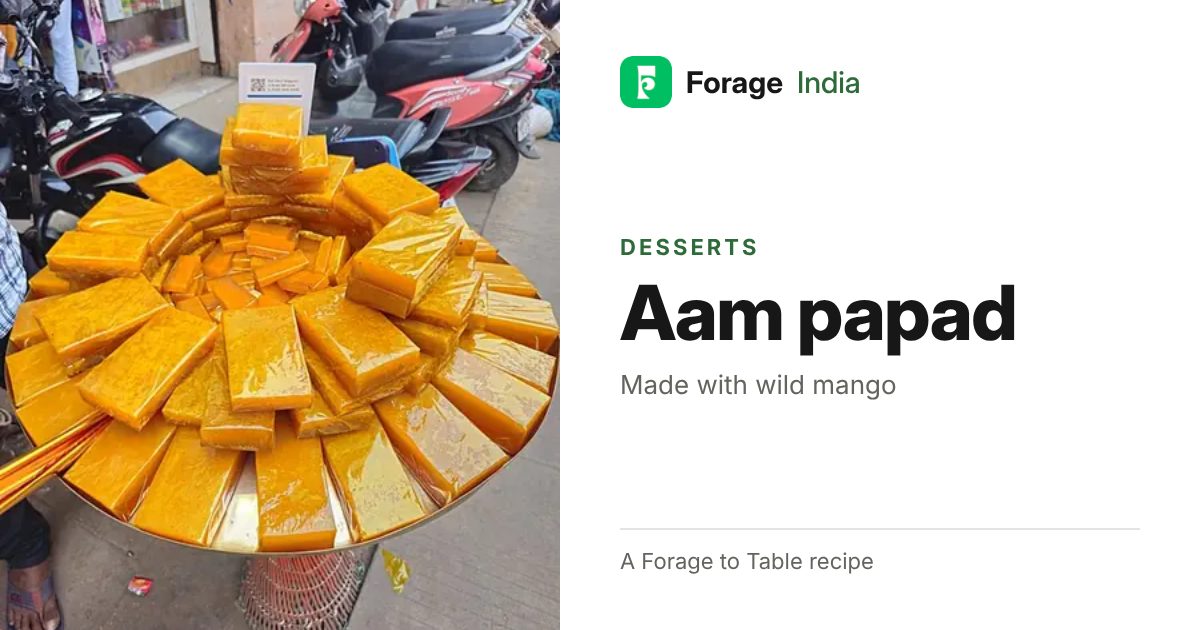 Forage India
DESSERTS
Aam papad
Made with wild mango
A Forage to Table recipe